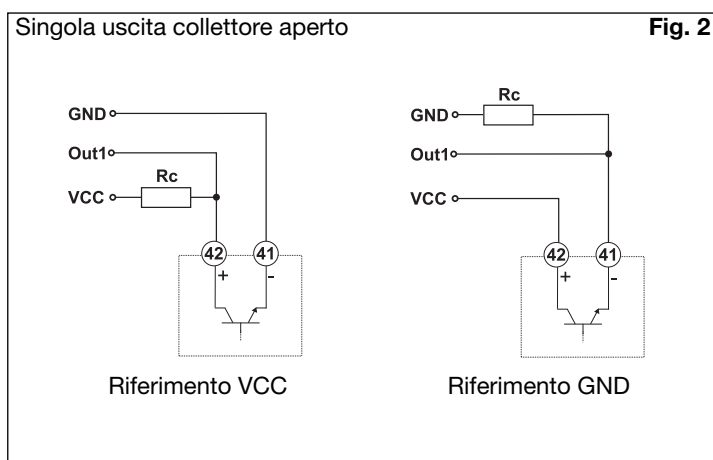 Singola uscita collettore aperto Fig. 2
GND
Out1
VCC
Rc
42
41
+
-
Riferimento VCC
Rc
GND
Out1
VCC
42
41
+
-
Riferimento GND